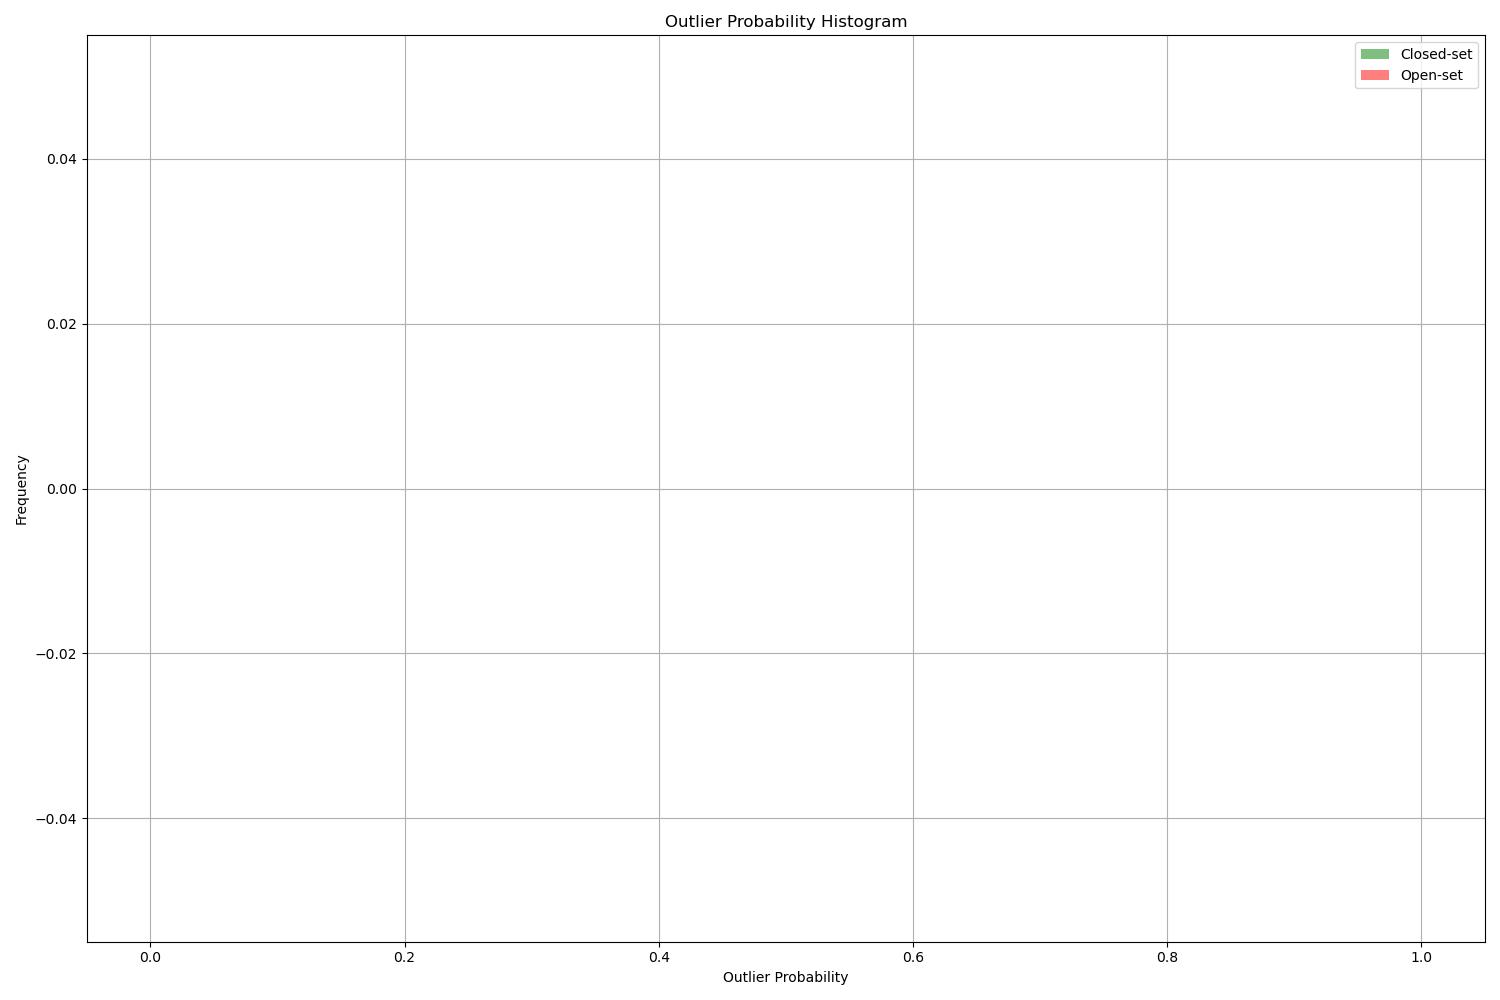 Outlier Probability Histogram
Closed-set
Open-set
0.04
0.02
0.00
−0.02
−0.04
Frequency
0.0 0.2 0.4 0.6 0.8 1.0
Outlier Probability